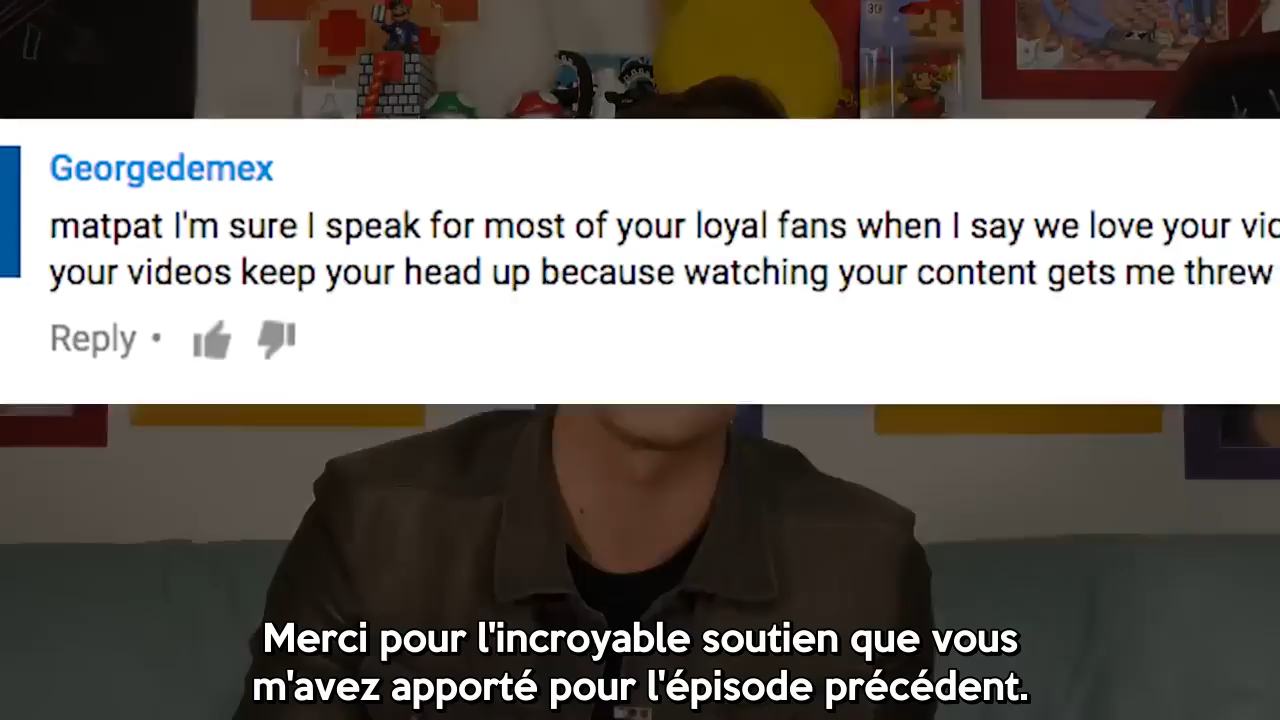 Georgedemex
matpat I'm sure I speak for most of your loyal fans when I say we love your
your videos keep your head up because watching your content gets me threw
Reply •
Merci pour l'incroyable soutien que vous
m'avez apporté pour l'épisode précédent.